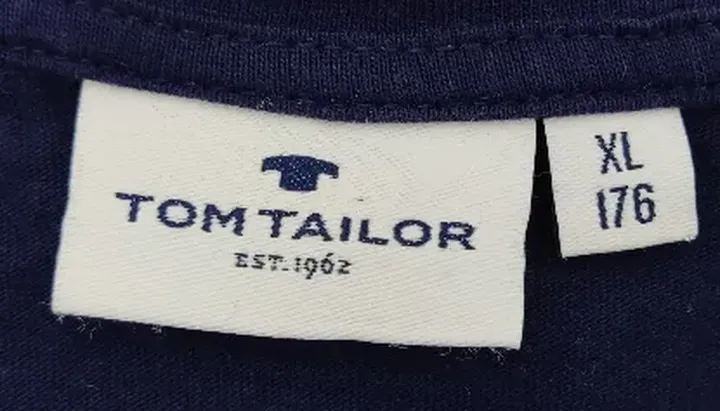 TOM TAILOR
EST.1962
XL
176